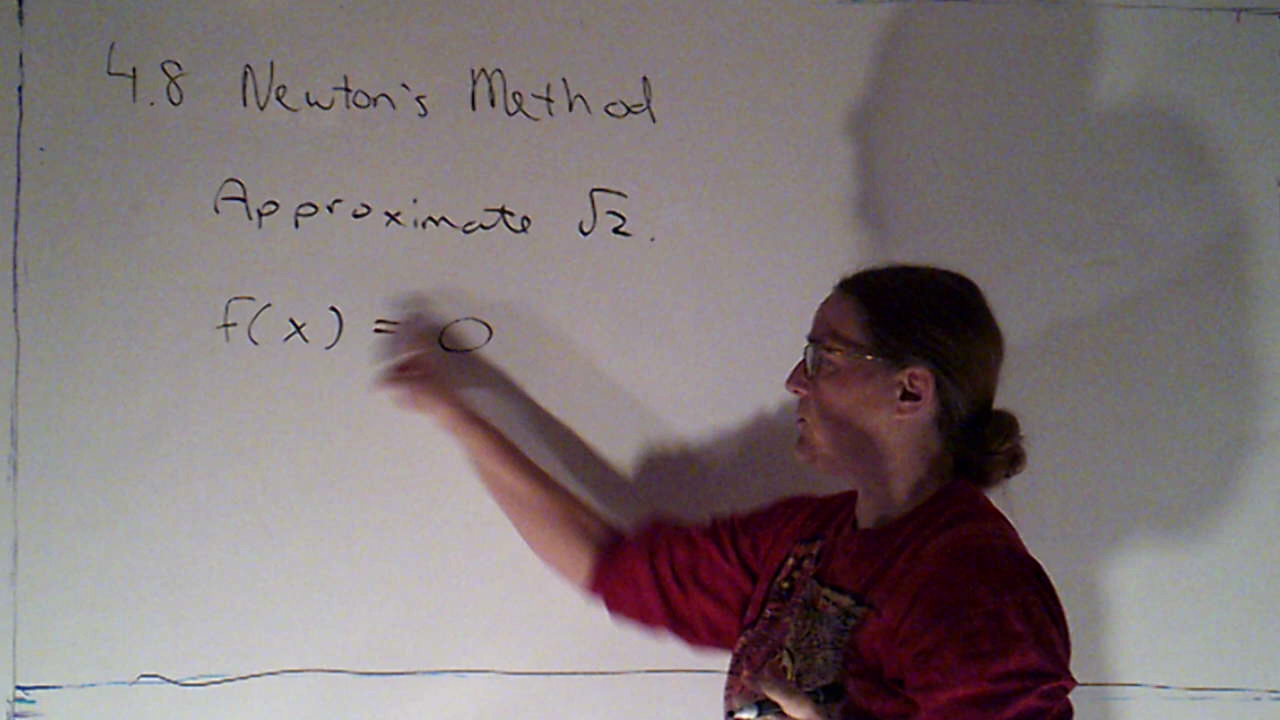 4.8 Newton's Method
Approximate √2.
f(x) = 0